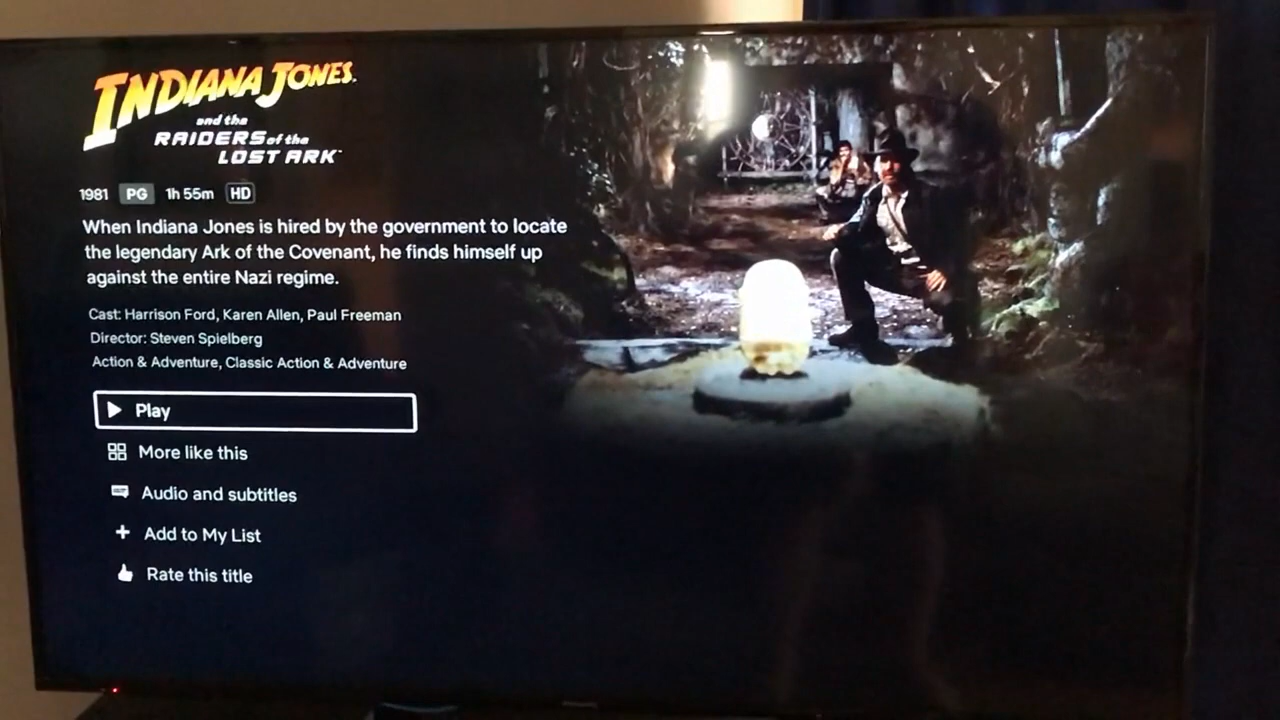 INDIANA JONES
and the
RAIDERS of the
LOST ARK™
1981 PG 1h 55m HD
When Indiana Jones is hired by the government to locate
the legendary Ark of the Covenant, he finds himself up
against the entire Nazi regime.
Cast: Harrison Ford, Karen Allen, Paul Freeman
Director: Steven Spielberg
Action & Adventure, Classic Action & Adventure
Play
More like this
Audio and subtitles
Add to My List
Rate this title